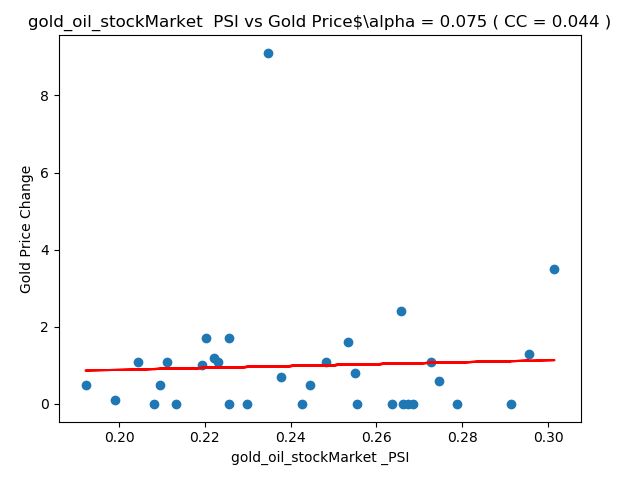 gold_oil_stockMarket  PSI vs Gold Price$\alpha = 0.075 ( CC = 0.044 )
Gold Price Change
8
6
4
2
0
0.20 0.22 0.24 0.26 0.28 0.30
gold_oil_stockMarket _PSI